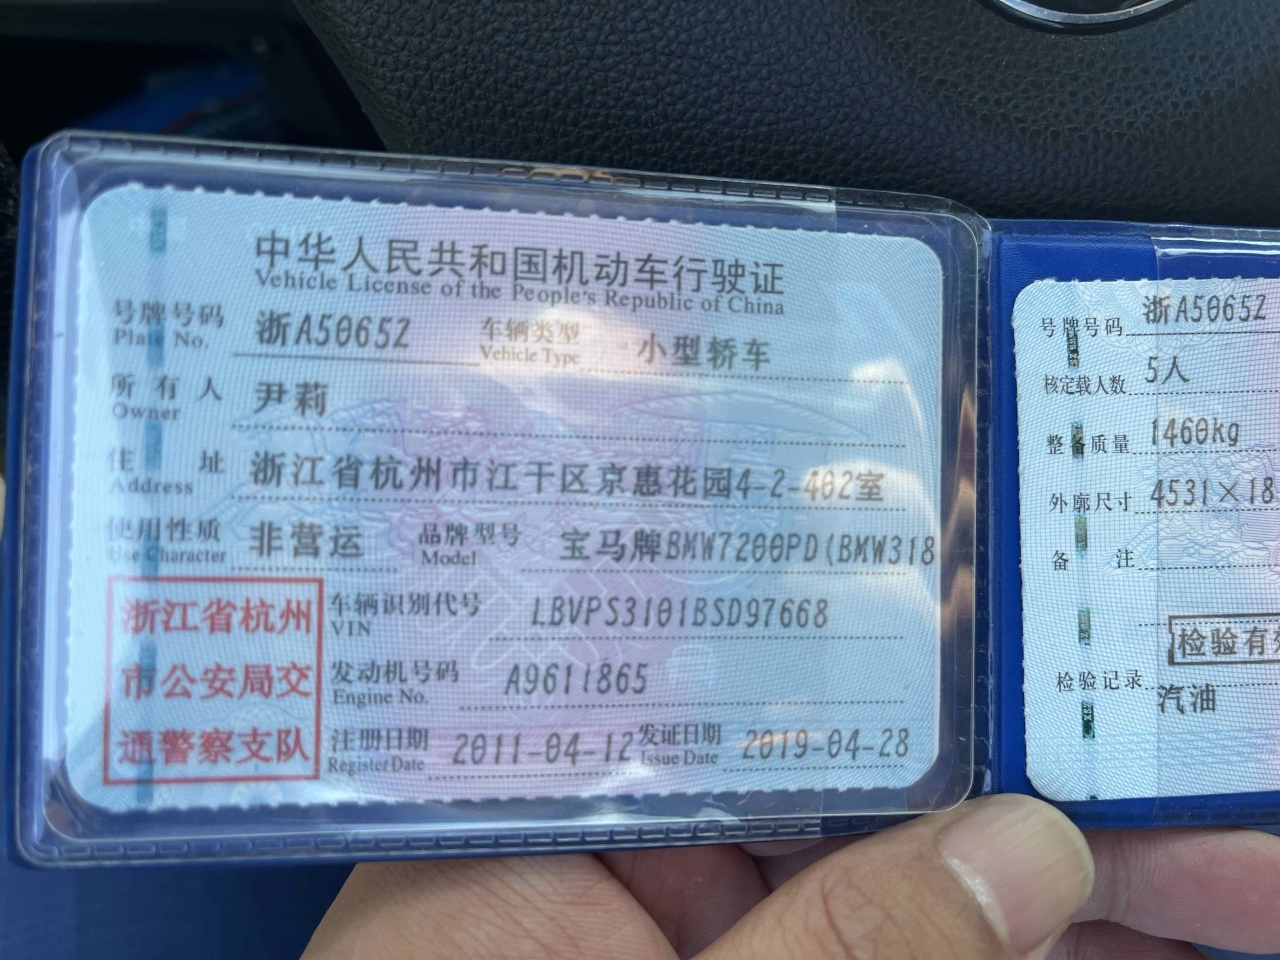 中华人民共和国机动车行驶证
Vehicle License of the People's Republic of China
号牌号码 浙A5065Z 车辆类型 小型轿车
Plate No. Vehicle Type
所有人 尹莉
Owner
住址 浙江省杭州市江干区京惠花园4-2-402室
Address
使用性质 非营运 品牌型号 宝马牌BMW7200PD(BMW318
Use Character Model
浙江省杭州
市公安局交
通警察支队
车辆识别代号 LBVPS3101BSD97668
VIN
发动机号码 A9611865
Engine No.
注册日期 2011-04-12 发证日期 2019-04-28
Register Date Issue Date
号牌号码 浙A5065Z
核定载人数 5人
整备质量 1460kg
外廓尺寸 4531×18
备注
检验有
检验记录
汽油